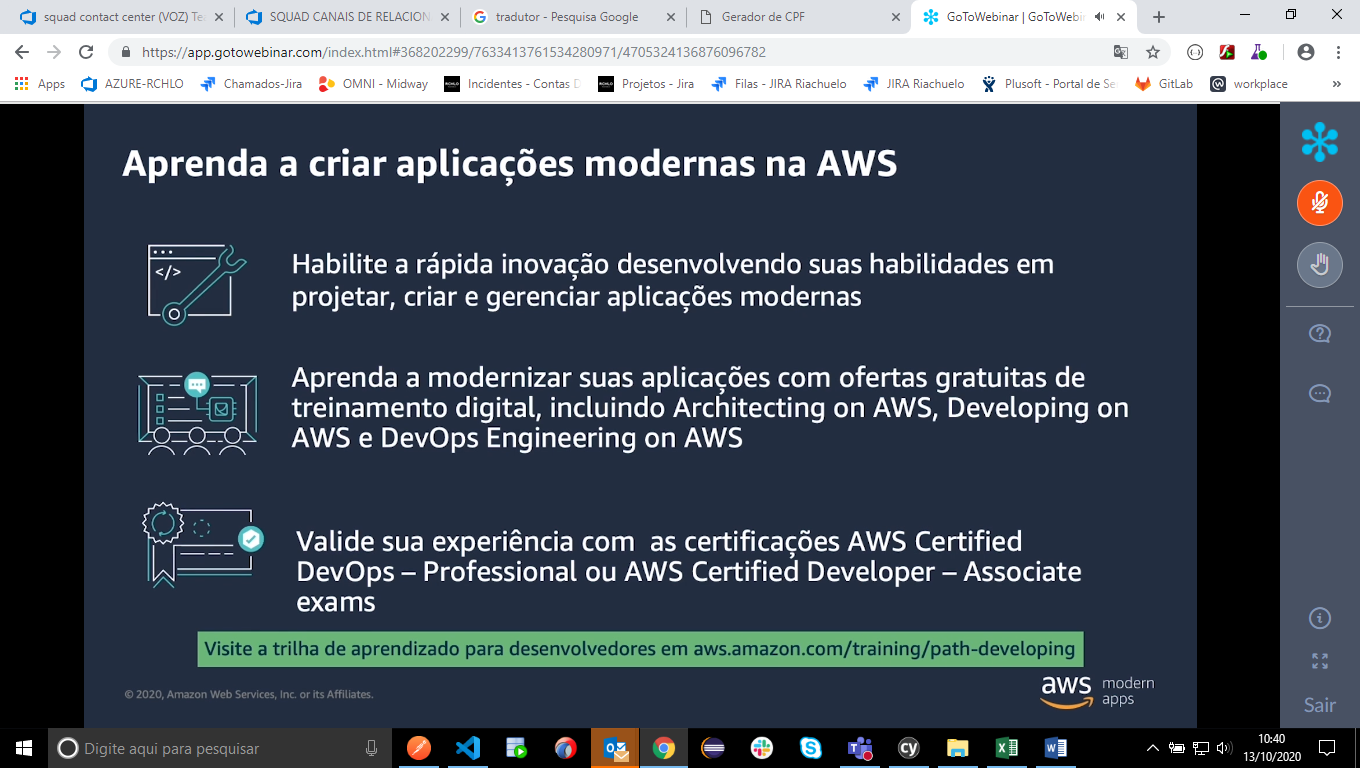 squad contact center (VOZ) Te
SQUAD CANAIS DE RELACION
tradutor - Pesquisa Google
Gerador de CPF
GoToWebinar | GoToWebin
https://app.gotowebinar.com/index.html#368202299/7633413761534280971/4705324136876096782
Apps
AZURE-RCHLO
Chamados-Jira
OMNI - Midway
Incidentes - Contas D
Projetos - Jira
Filas - JIRA Riachuelo
JIRA Riachuelo
Plusoft - Portal de Se
GitLab
workplace
»
Aprenda a criar aplicações modernas na AWS
</>
Habilite a rápida inovação desenvolvendo suas habilidades em
projetar, criar e gerenciar aplicações modernas
Aprenda a modernizar suas aplicações com ofertas gratuitas de
treinamento digital, incluindo Architecting on AWS, Developing on
AWS e DevOps Engineering on AWS
Valide sua experiência com  as certificações AWS Certified
DevOps – Professional ou AWS Certified Developer – Associate
exams
Visite a trilha de aprendizado para desenvolvedores em aws.amazon.com/training/path-developing
© 2020, Amazon Web Services, Inc. or its Affiliates.
aws modern
apps
Sair
Digite aqui para pesquisar
10:40
13/10/2020